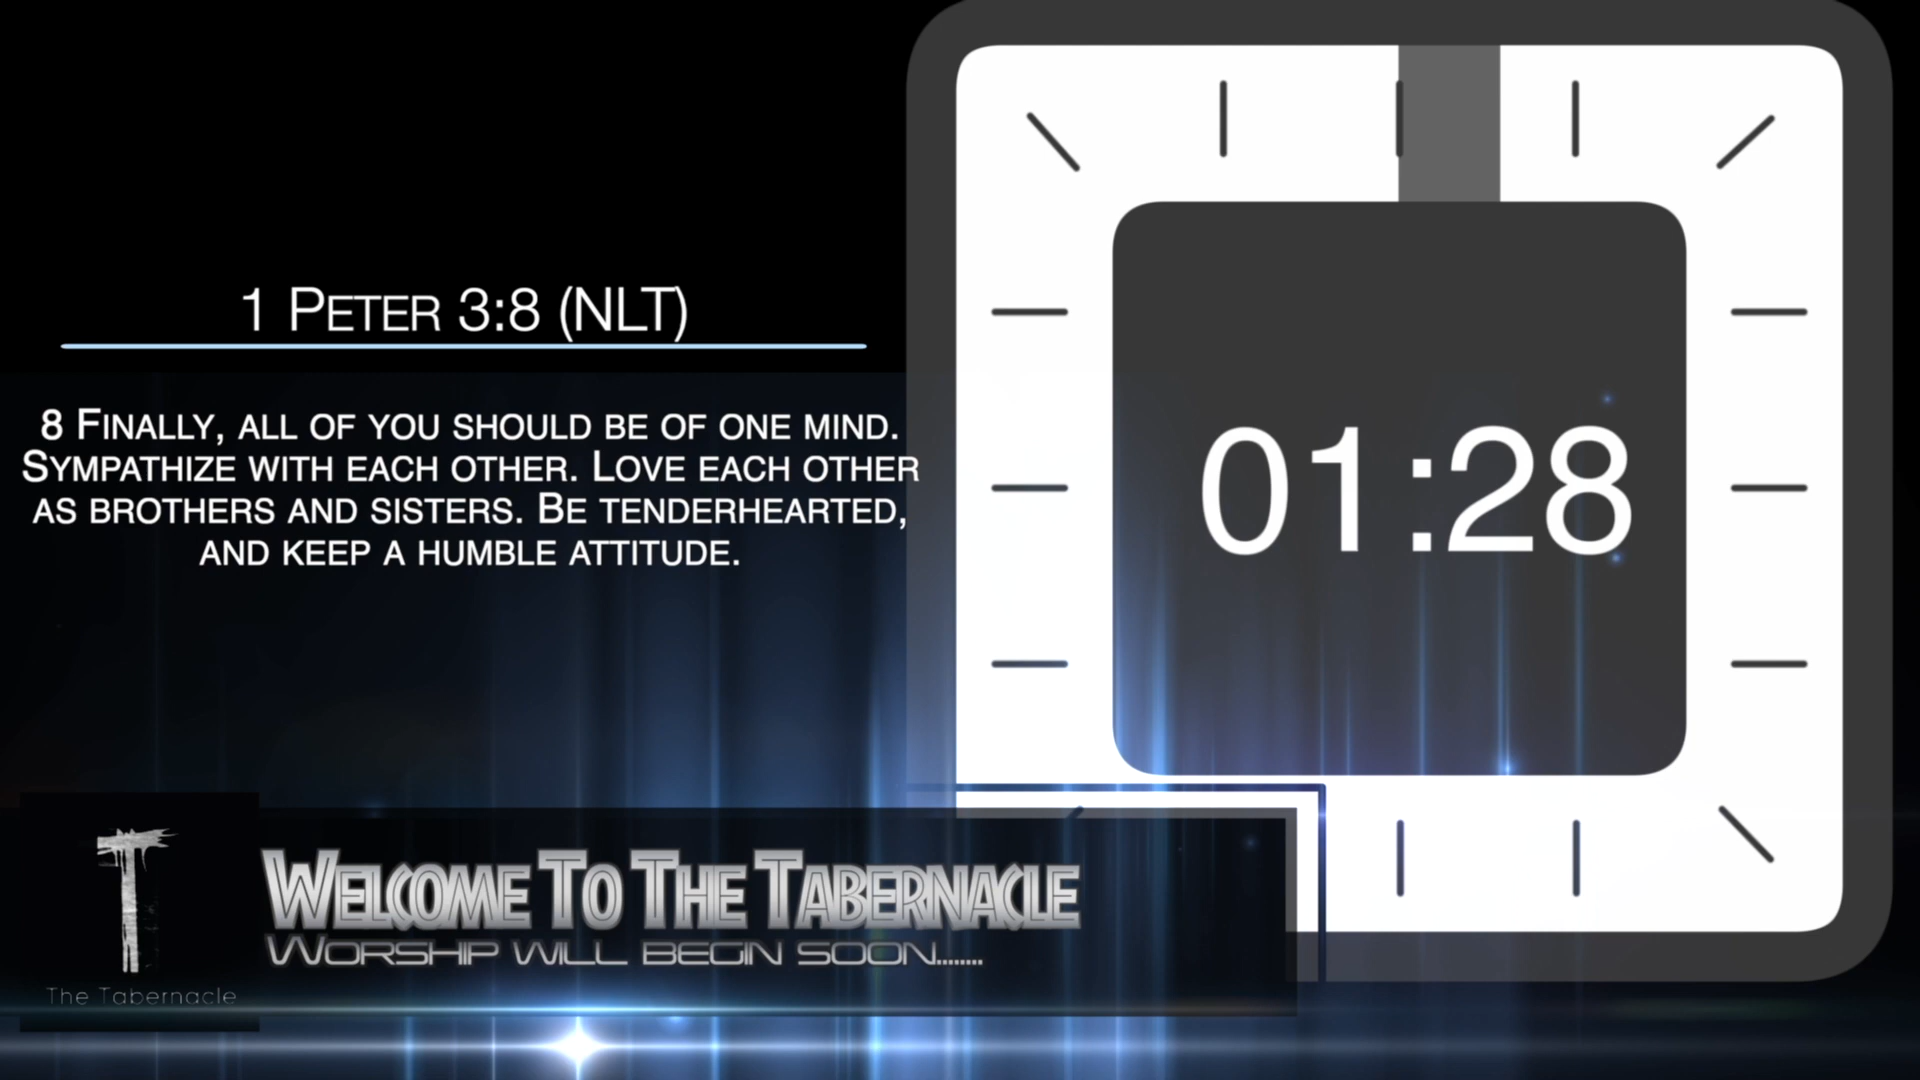 1 Peter 3:8 (NLT)
8 Finally, all of you should be of one mind.
Sympathize with each other. Love each other
as brothers and sisters. Be tenderhearted,
and keep a humble attitude.
01:28
Welcome To The Tabernacle
Worship will begin soon........
The Tabernacle